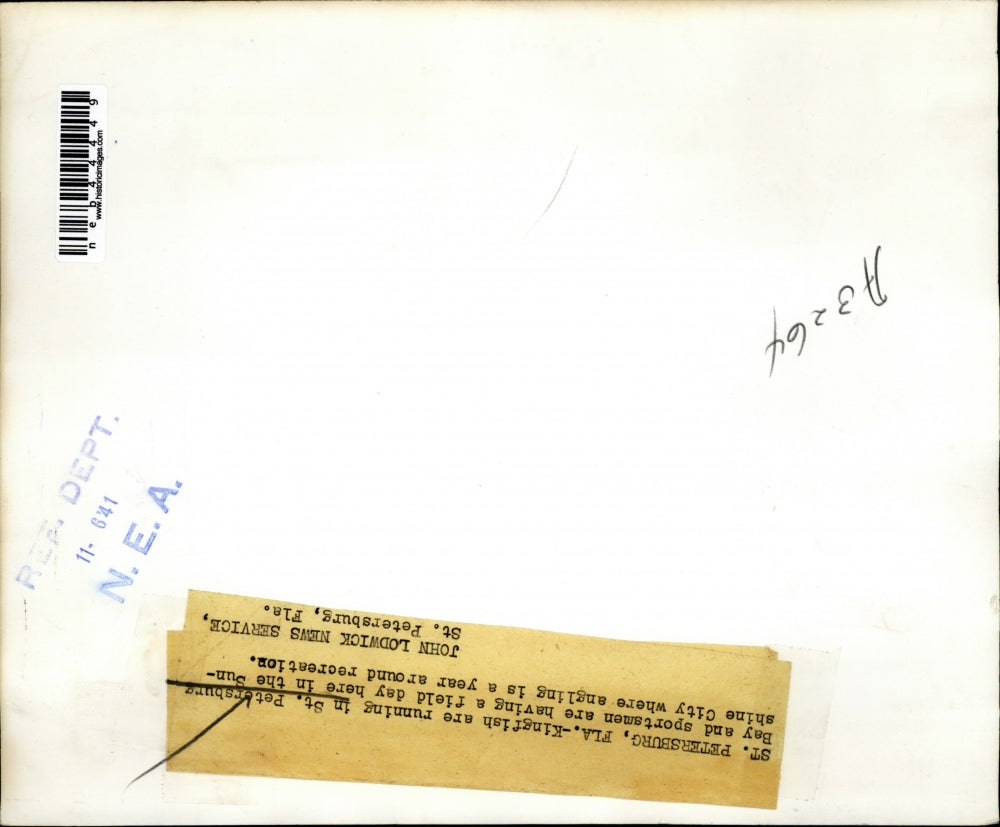 neb44449
www.historicimages.com
A3264
REF. DEPT.
11-641
N. E. A.
ST. PETERSBURG, FLA.-Kingfish are running in St. Petersburg
Bay and sportsmen are having a field day here in the Sun-
shine City where angling is a year around recreation.
JOHN LODWICK NEWS SERVICE,
St. Petersburg, Fla.